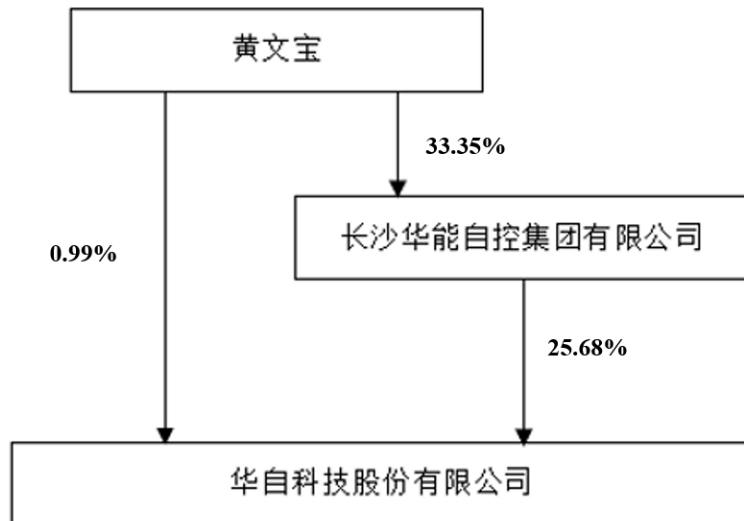 黄文宝
33.35%
长沙华能自控集团有限公司
0.99%
25.68%
华自科技股份有限公司